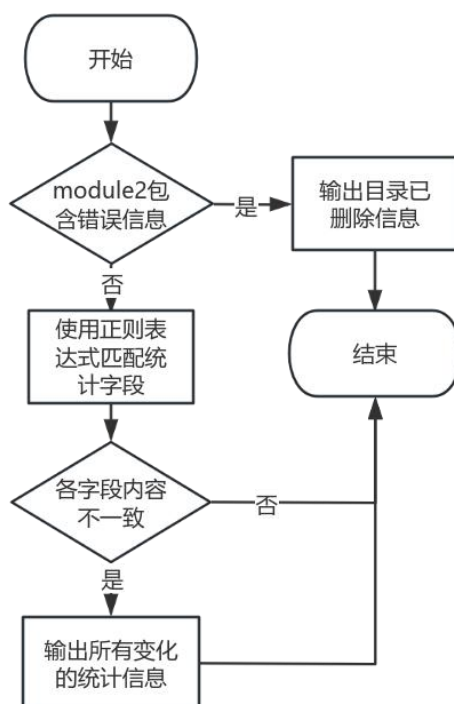 开始
module2包
含错误信息
是
输出目录已
删除信息
否
使用正则表
达式匹配统
计字段
结束
各字段内容
不一致
否
是
输出所有变化
的统计信息